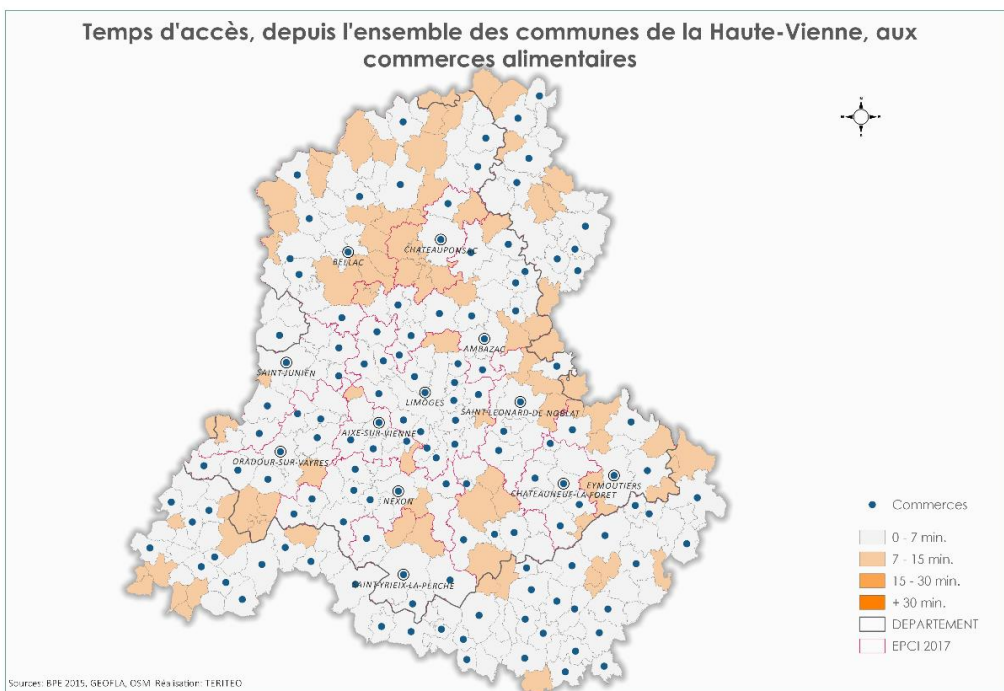 Temps d'accès, depuis l'ensemble des communes de la Haute-Vienne, aux
commerces alimentaires
CHATEAUPONSAC
BELLAC
AMBAZAC
SAINT-JUNIEN
LIMOGES
SAINT-LEONARD-DE-NOBLAT
AIXE-SUR-VIENNE
ORADOUR-SUR-VAYRES
EYMOUTIERS
CHATEAUNEUF-LA-FORET
NEXON
SAINT-YRIEIX-LA-PERCHE
Commerces
0 - 7 min.
7 - 15 min.
15 - 30 min.
+ 30 min.
DEPARTEMENT
EPCI 2017
Sources: BPE 2015, GEOFLA, OSM Réalisation: TERITEO